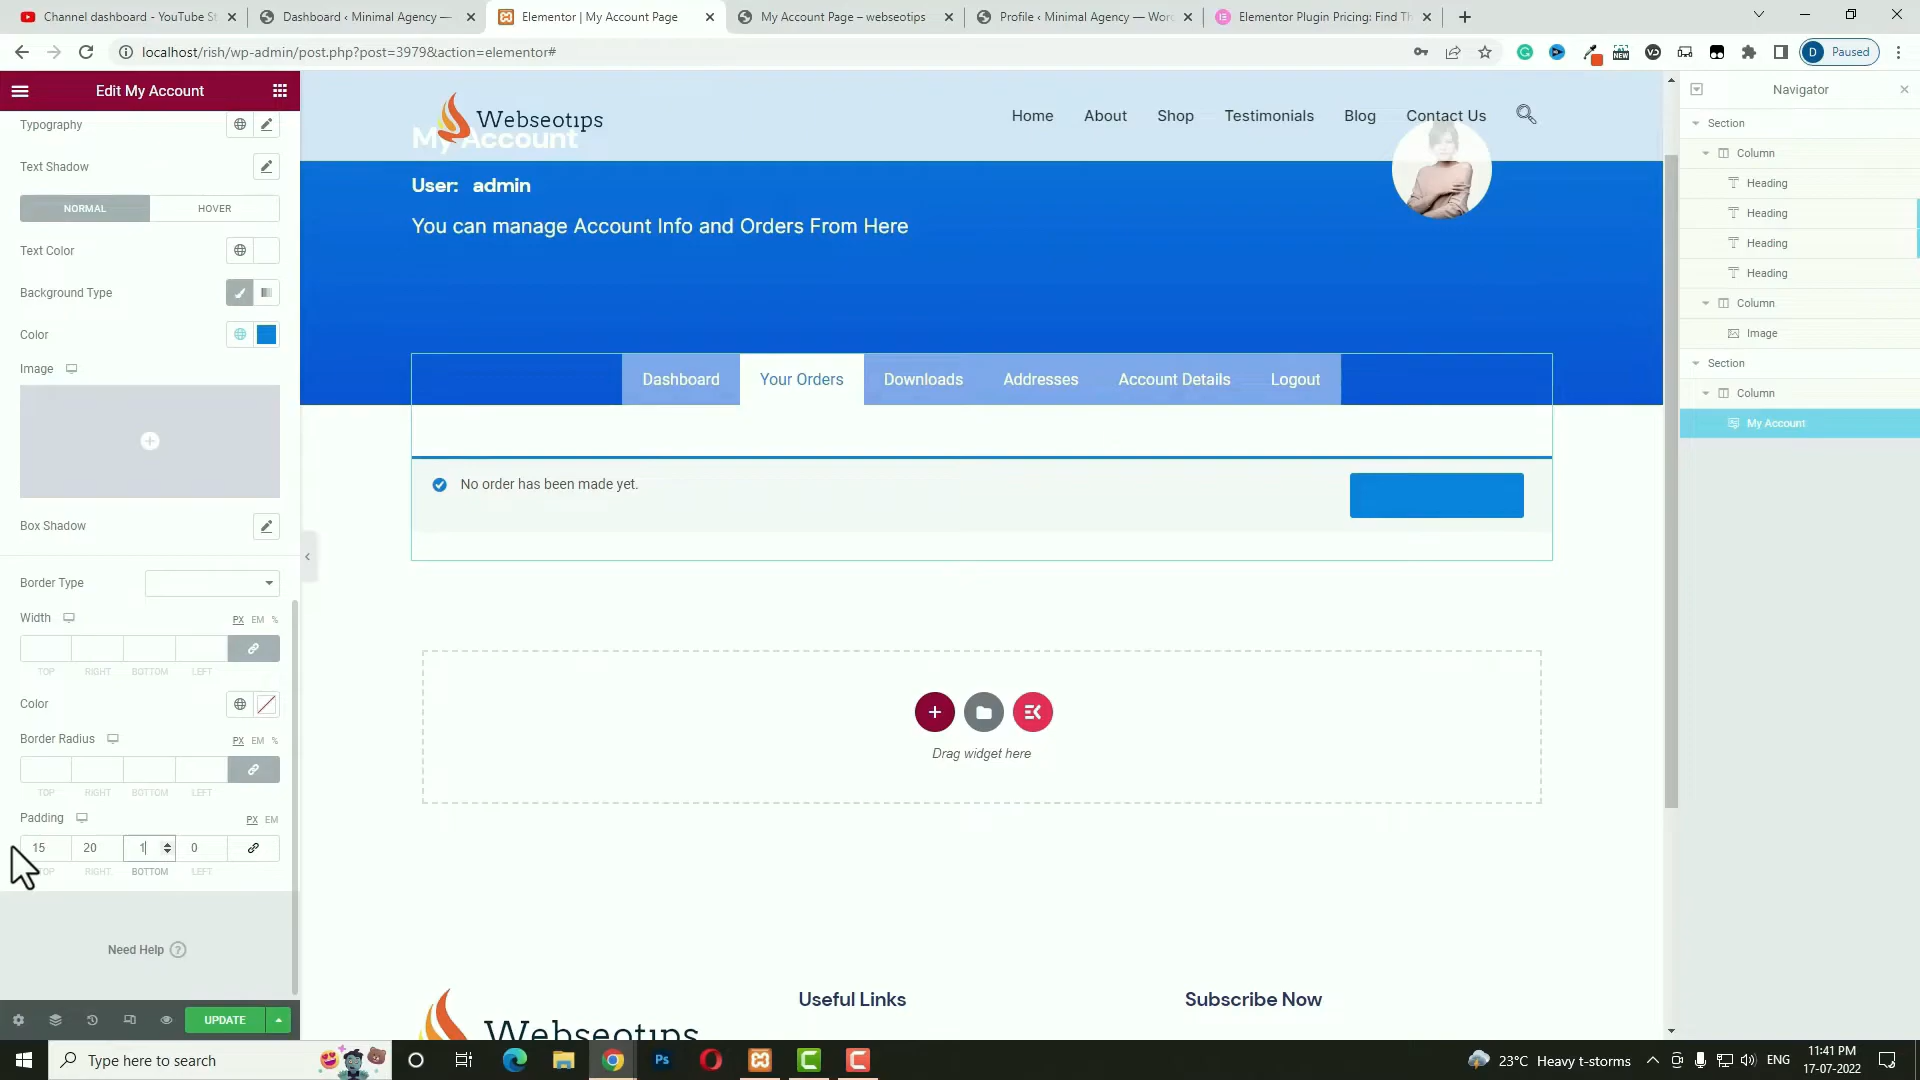 Channel dashboard - YouTube St
Dashboard ‹ Minimal Agency —
Elementor | My Account Page
My Account Page – webseotips
Profile ‹ Minimal Agency — Wor
Elementor Plugin Pricing: Find Th
localhost/rish/wp-admin/post.php?post=3979&action=elementor#
NEW
D Paused
Edit My Account
Typography
Text Shadow
NORMAL HOVER
Text Color
Background Type
Color
Image
Box Shadow
Border Type
Width PX EM %
TOP RIGHT BOTTOM LEFT
Color
Border Radius PX EM %
TOP RIGHT BOTTOM LEFT
Padding PX EM
15 20 1 0
TOP RIGHT BOTTOM LEFT
Need Help ?
UPDATE
Webseotips
My Account
Home About Shop Testimonials Blog Contact Us
User: admin
You can manage Account Info and Orders From Here
Dashboard Your Orders Downloads Addresses Account Details Logout
No order has been made yet.
Drag widget here
Webseotips
Useful Links
Subscribe Now
Navigator
Section
Column
Heading
Heading
Heading
Heading
Column
Image
Section
Column
My Account
Type here to search
Ps
23°C Heavy t-storms
ENG
11:41 PM
17-07-2022